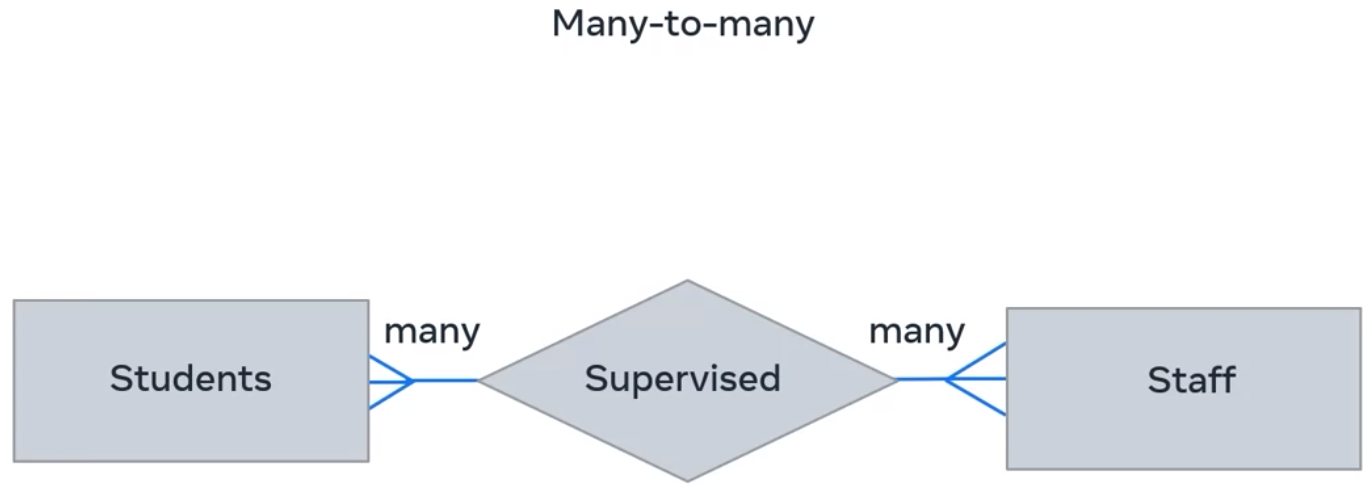 Many-to-many
many
many
Students
Supervised
Staff